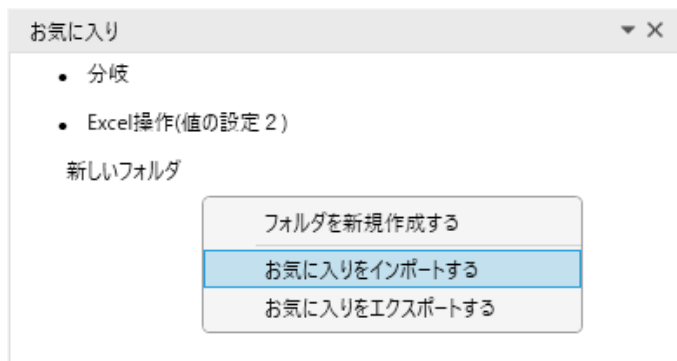 お気に入り
• 分岐
• Excel操作(値の設定２)
新しいフォルダ
フォルダを新規作成する
お気に入りをインポートする
お気に入りをエクスポートする